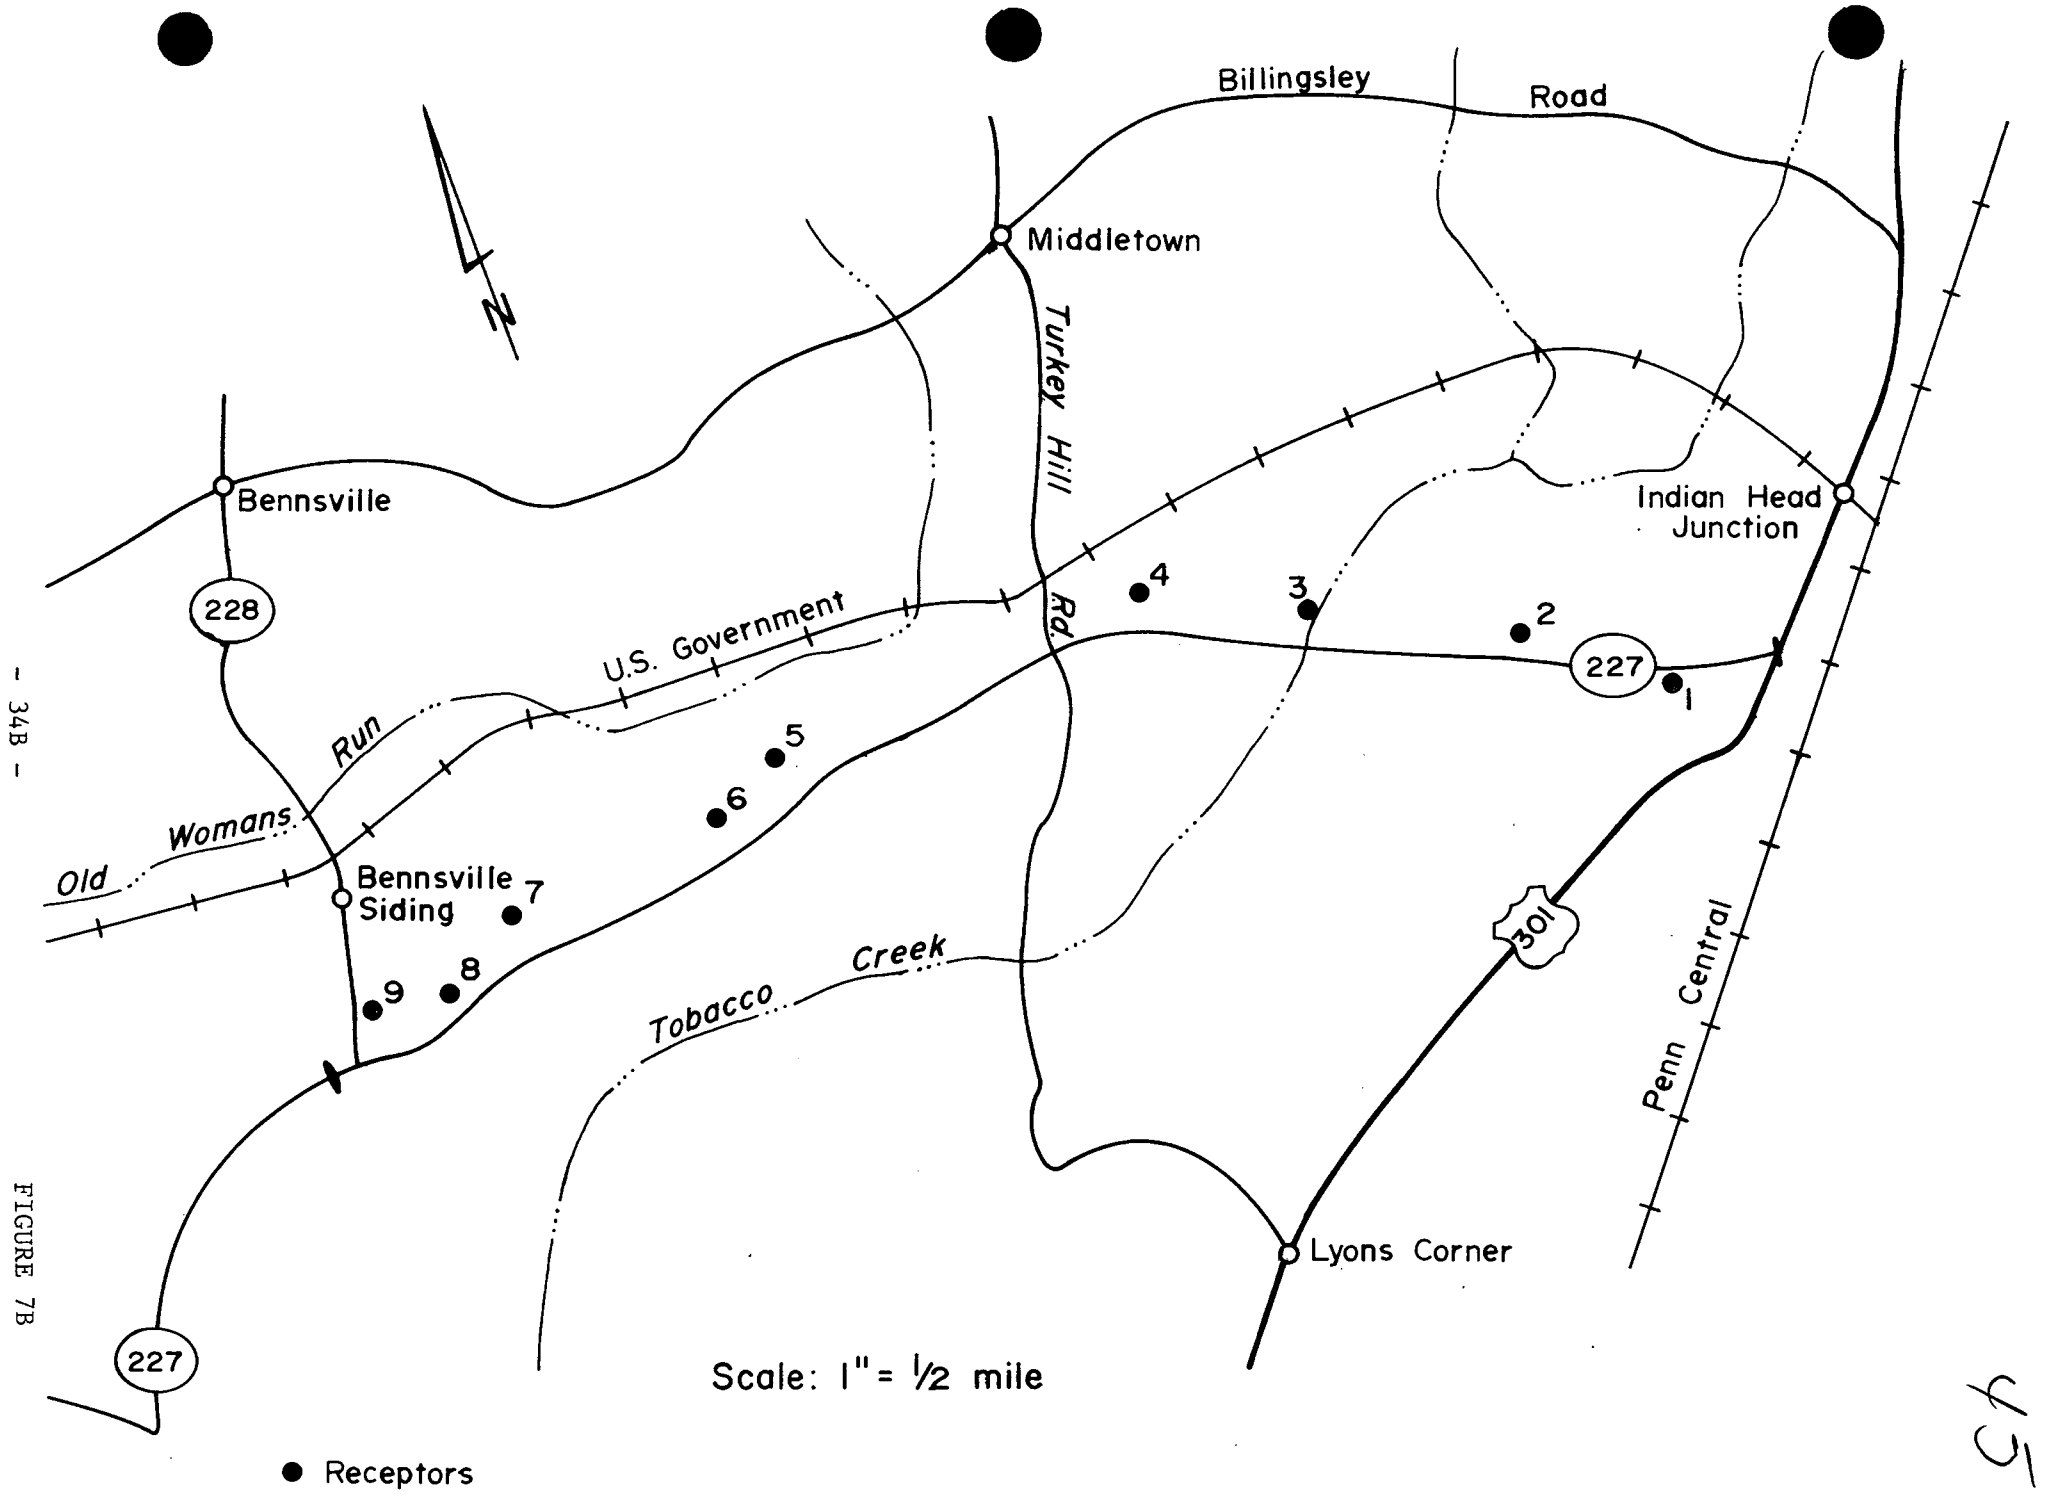 Billingsley Road
Middletown
N
Turkey Hill Rd.
Bennsville
Indian Head
Junction
228
4
3
2
U.S. Government
227
1
Run
5
6
Womans
Old
Bennsville
Siding
7
301
Creek
8
9
Tobacco
Penn Central
Lyons Corner
227
Scale: 1" = 1/2 mile
Receptors
- 34B -
FIGURE 7B
45